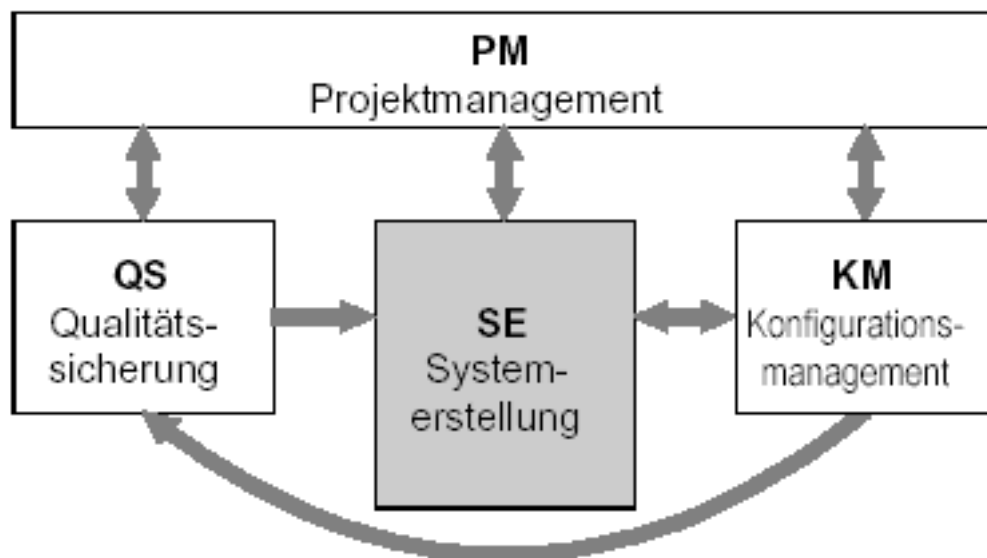 PM
Projektmanagement
QS
Qualitäts-
sicherung
SE
System-
erstellung
KM
Konfigurations-
management